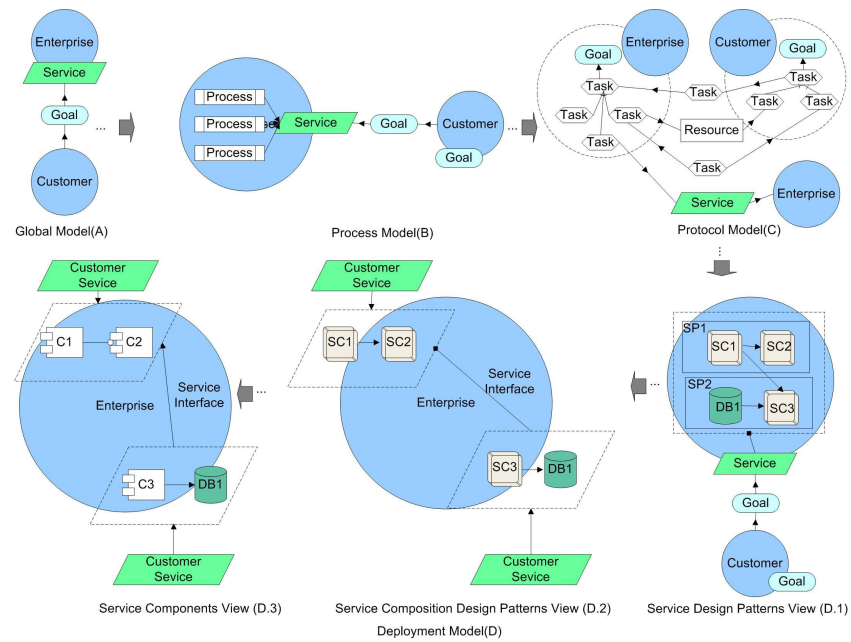 Enterprise
Service
Goal
...
Customer
Global Model(A)
Process
Process
Process
Service
Goal
Customer
Goal
...
Process Model(B)
Enterprise
Customer
Goal
Goal
Task
Task
Task
Task
Task
Task
Task
Resource
Task
Task
Service
Enterprise
Protocol Model(C)
...
Customer
Sevice
C1
C2
Enterprise
Service
Interface
C3
DB1
Customer
Sevice
Service Components View (D.3)
...
Customer
Sevice
SC1
SC2
Enterprise
Service
Interface
SC3
DB1
Customer
Sevice
Service Composition Design Patterns View (D.2)
...
SP1
SC1
SC2
SP2
DB1
SC3
Service
Goal
Customer
Goal
Service Design Patterns View (D.1)
Deployment Model(D)